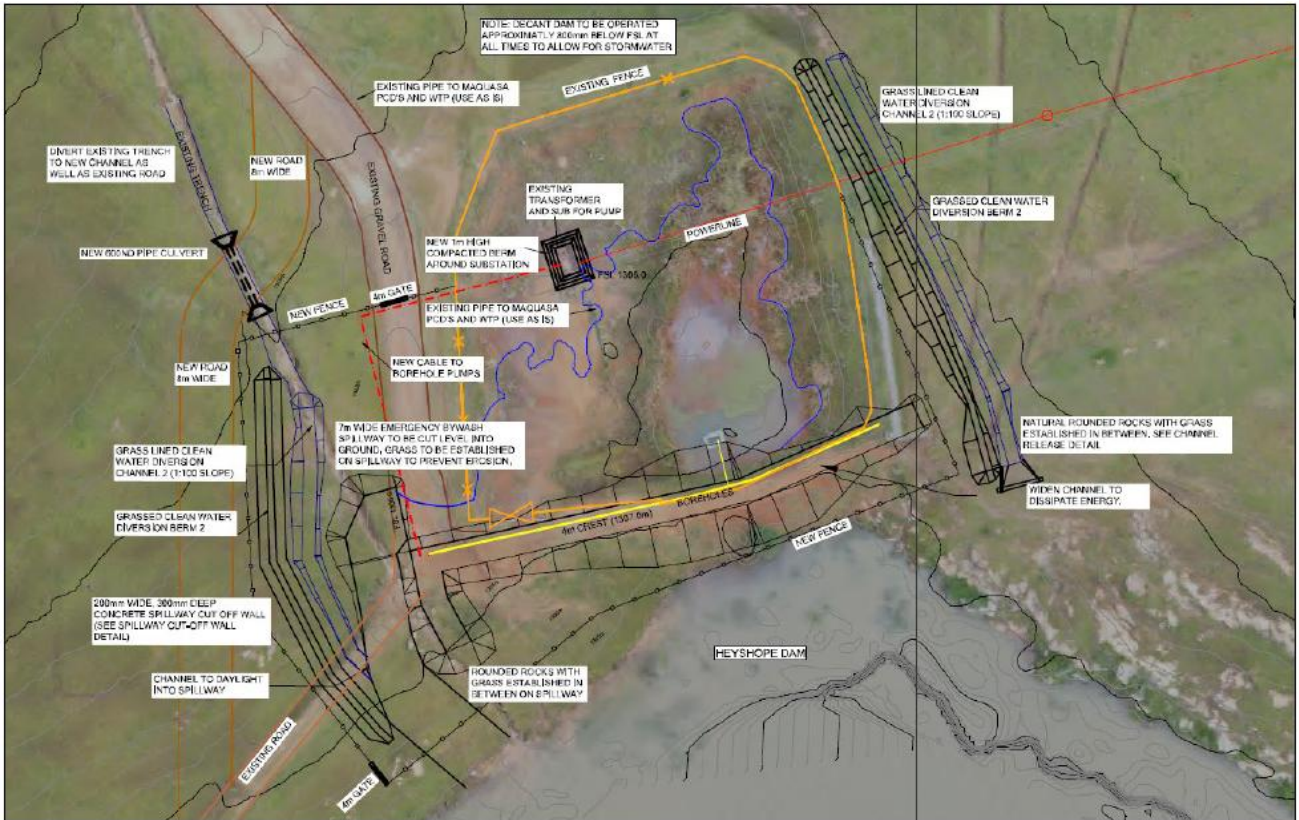 NOTE: DECANT DAM TO BE OPERATED
APPROXIMATLY 800mm BELOW FSL AT
ALL TIMES TO ALLOW FOR STORMWATER
EXISTING PIPE TO MAQUASA
PCD'S AND WTP (USE AS IS)
EXISTING FENCE
GRASS LINED CLEAN
WATER DIVERSION
CHANNEL 2 (1:100 SLOPE)
DIVERT EXISTING TRENCH
TO NEW CHANNEL AS
WELL AS EXISTING ROAD
EXISTING TRENCH
NEW ROAD
8m WIDE
EXISTING GRAVEL ROAD
EXISTING
TRANSFORMER
AND SUB FOR PUMP
GRASSED CLEAN WATER
DIVERSION BERM 2
POWERLINE
NEW 600ND PIPE CULVERT
NEW 1m HIGH
COMPACTED BERM
AROUND SUBSTATION
FSL 1306.0
NEW FENCE
4m GATE
EXISTING PIPE TO MAQUASA
PCD'S AND WTP (USE AS IS)
NEW ROAD
8m WIDE
NEW CABLE TO
BOREHOLE PUMPS
7m WIDE EMERGENCY BYWASH
SPILLWAY TO BE CUT LEVEL INTO
GROUND, GRASS TO BE ESTABLISHED
ON SPILLWAY TO PREVENT EROSION,
NATURAL ROUNDED ROCKS WITH GRASS
ESTABLISHED IN BETWEEN, SEE CHANNEL
RELEASE DETAIL
GRASS LINED CLEAN
WATER DIVERSION
CHANNEL 2 (1:100 SLOPE)
WIDEN CHANNEL TO
DISSIPATE ENERGY.
BOREHOLES
4m CREST (1307.0m)
GRASSED CLEAN WATER
DIVERSION BERM 2
NEW FENCE
200mm WIDE, 300mm DEEP
CONCRETE SPILLWAY CUT OFF WALL
(SEE SPILLWAY CUT-OFF WALL
DETAIL)
HEYSHOPE DAM
CHANNEL TO DAYLIGHT
INTO SPILLWAY
ROUNDED ROCKS WITH
GRASS ESTABLISHED IN
BETWEEN ON SPILLWAY
EXISTING ROAD
4m GATE